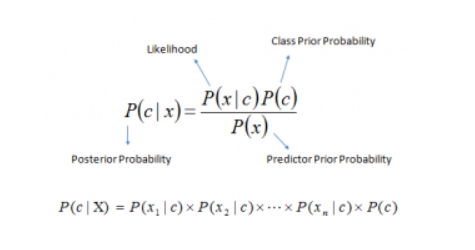 Likelihood
Class Prior Probability
P(c | x) = P(x | c)P(c) / P(x)
Posterior Probability
Predictor Prior Probability
P(c | X) = P(x₁ | c) × P(x₂ | c) × ⋯ × P(xₙ | c) × P(c)